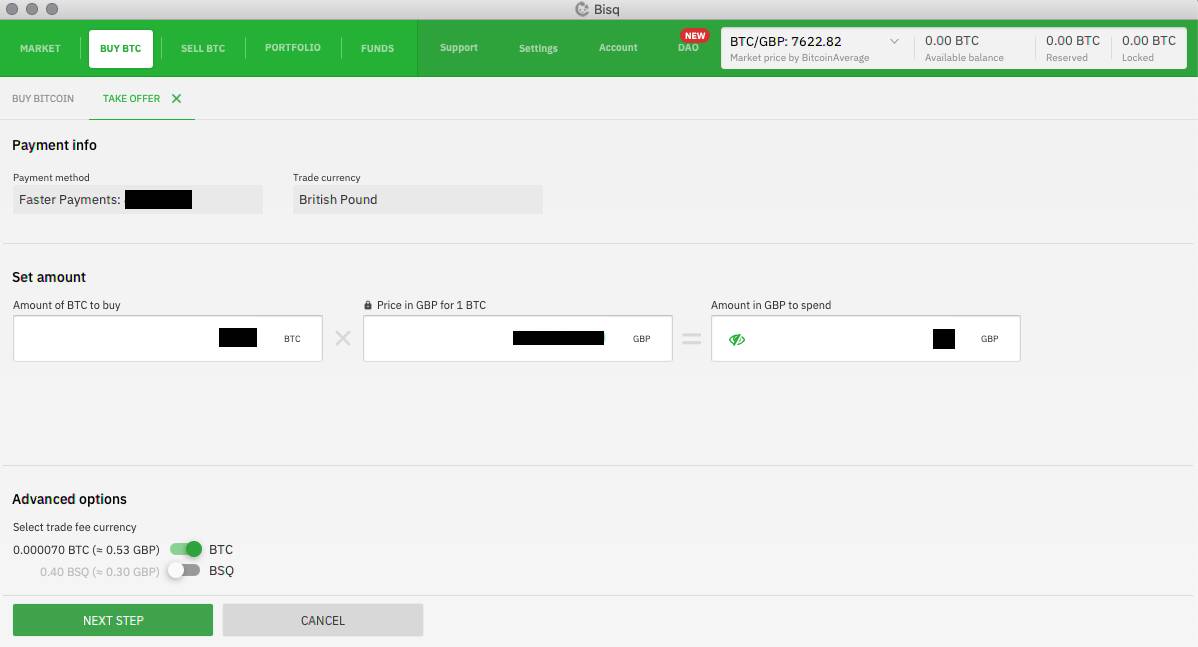 Bisq
MARKET
BUY BTC
SELL BTC
PORTFOLIO
FUNDS
Support
Settings
Account
DAO
NEW
BTC/GBP: 7622.82
Market price by BitcoinAverage
0.00 BTC
Available balance
0.00 BTC
Reserved
0.00 BTC
Locked
BUY BITCOIN
TAKE OFFER
Payment info
Payment method
Faster Payments:
Trade currency
British Pound
Set amount
Amount of BTC to buy
BTC
Price in GBP for 1 BTC
GBP
Amount in GBP to spend
GBP
Advanced options
Select trade fee currency
0.000070 BTC (≈ 0.53 GBP) BTC
0.40 BSQ (≈ 0.30 GBP) BSQ
NEXT STEP
CANCEL